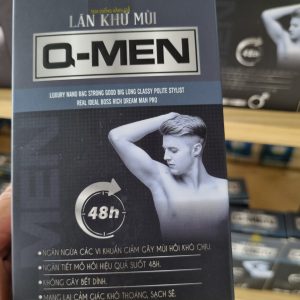 LĂN KHỬ MÙI
Q-MEN
LUXURY NANO BAC STRONG GOOD BIG LONG CLASSY POLITE STYLIST
REAL IDEAL BOSS RICH DREAM MAN PRO
48h
•NGĂN NGỪA CÁC VI KHUẨN GIẢM GÂY MÙI HÔI KHÓ CHỊU.
•NGĂN TIẾT MỒ HÔI HIỆU QUẢ SUỐT 48H.
•KHÔNG GÂY BẾT DÍNH.
•MANG LẠI CẢM GIÁC KHÔ THOÁNG, SẠCH SẼ.